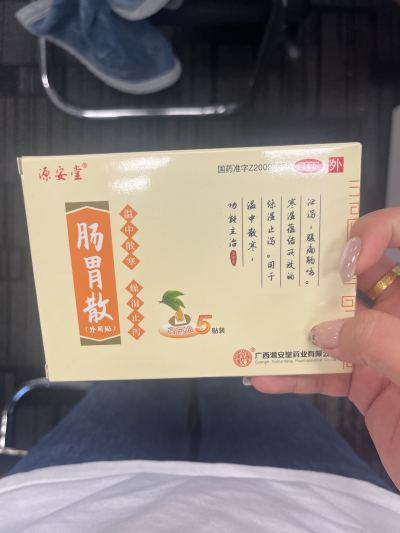 源安堂®
国药准字Z2002
外
温中散寒
燥湿止泻
肠胃散
(外用贴)
功能主治
温中散寒,
燥湿止泻。用于
寒湿蕴结所致的
泄泻,腹痛肠鸣。
5贴装
广西源安堂药业有限公